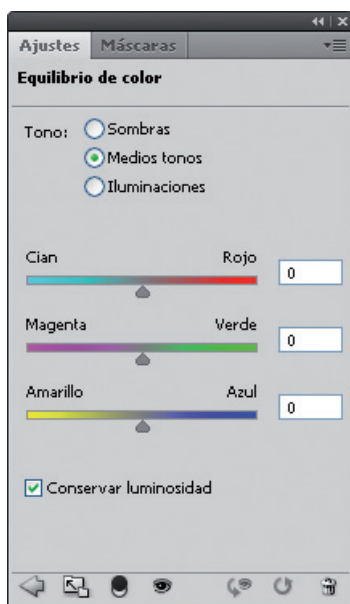 Ajustes Máscaras
Equilibrio de color
Tono: Sombras
Medios tonos
Iluminaciones
Cian Rojo
0
Magenta Verde
0
Amarillo Azul
0
Conservar luminosidad